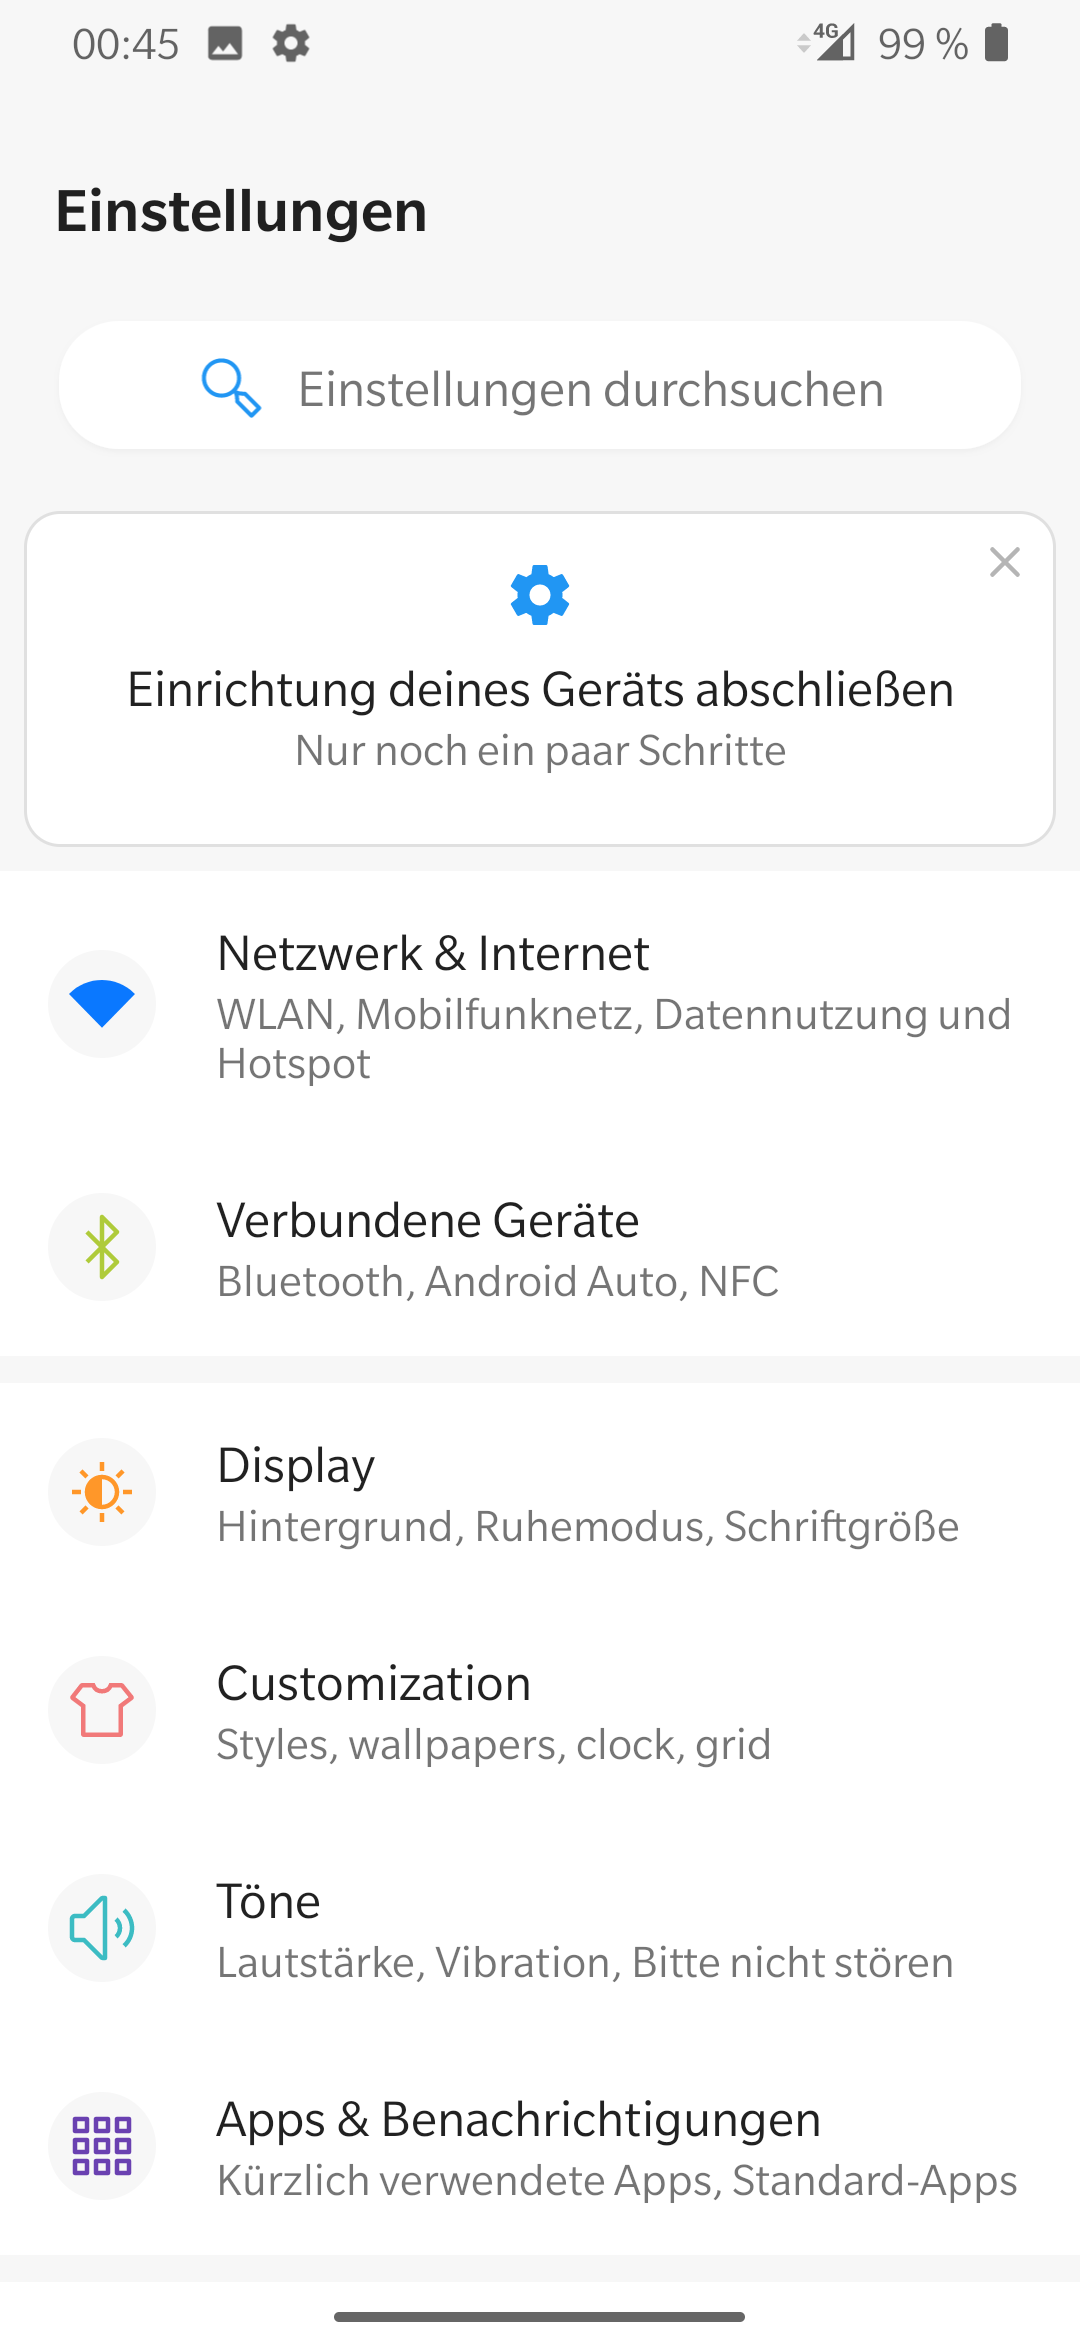 00:45
4G
99 %
Einstellungen
Einstellungen durchsuchen
Einrichtung deines Geräts abschließen
Nur noch ein paar Schritte
Netzwerk & Internet
WLAN, Mobilfunknetz, Datennutzung und
Hotspot
Verbundene Geräte
Bluetooth, Android Auto, NFC
Display
Hintergrund, Ruhemodus, Schriftgröße
Customization
Styles, wallpapers, clock, grid
Töne
Lautstärke, Vibration, Bitte nicht stören
Apps & Benachrichtigungen
Kürzlich verwendete Apps, Standard-Apps